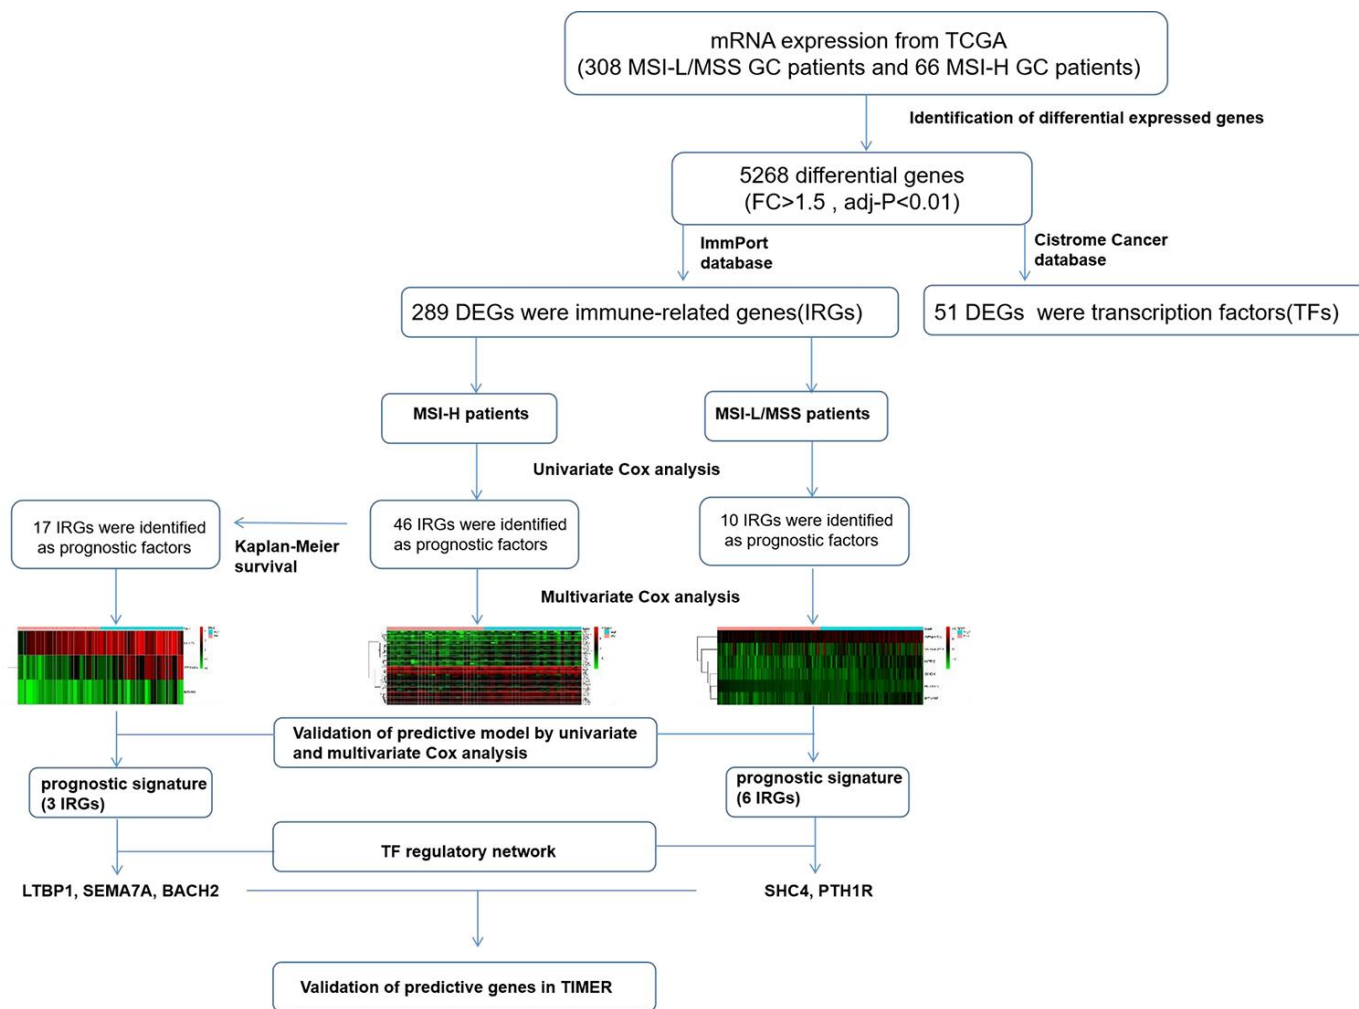 mRNA expression from TCGA
(308 MSI-L/MSS GC patients and 66 MSI-H GC patients)
Identification of differential expressed genes
5268 differential genes
(FC>1.5 , adj-P<0.01)
ImmPort
database
Cistrome Cancer
database
289 DEGs were immune-related genes(IRGs)
51 DEGs were transcription factors(TFs)
MSI-H patients
MSI-L/MSS patients
Univariate Cox analysis
17 IRGs were identified
as prognostic factors
Kaplan-Meier
survival
46 IRGs were identified
as prognostic factors
10 IRGs were identified
as prognostic factors
Multivariate Cox analysis
Validation of predictive model by univariate
and multivariate Cox analysis
prognostic signature
(3 IRGs)
prognostic signature
(6 IRGs)
TF regulatory network
LTBP1, SEMA7A, BACH2
SHC4, PTH1R
Validation of predictive genes in TIMER